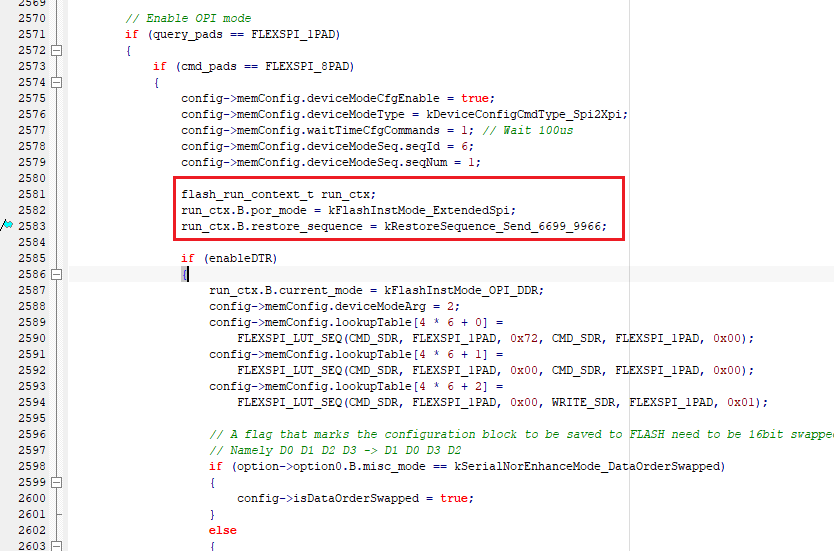 2569
2570 // Enable OPI mode
2571 if (query_pads == FLEXSPI_1PAD)
2572 {
2573 if (cmd_pads == FLEXSPI_8PAD)
2574 {
2575 config->memConfig.deviceModeCfgEnable = true;
2576 config->memConfig.deviceModeType = kDeviceConfigCmdType_Spi2Xpi;
2577 config->memConfig.waitTimeCfgCommands = 1; // Wait 100us
2578 config->memConfig.deviceModeSeq.seqId = 6;
2579 config->memConfig.deviceModeSeq.seqNum = 1;
2580
2581 flash_run_context_t run_ctx;
2582 run_ctx.B.por_mode = kFlashInstMode_ExtendedSpi;
2583 run_ctx.B.restore_sequence = kRestoreSequence_Send_6699_9966;
2584
2585 if (enableDTR)
2586 {
2587 run_ctx.B.current_mode = kFlashInstMode_OPI_DDR;
2588 config->memConfig.deviceModeArg = 2;
2589 config->memConfig.lookupTable[4 * 6 + 0] =
2590 FLEXSPI_LUT_SEQ(CMD_SDR, FLEXSPI_1PAD, 0x72, CMD_SDR, FLEXSPI_1PAD, 0x00);
2591 config->memConfig.lookupTable[4 * 6 + 1] =
2592 FLEXSPI_LUT_SEQ(CMD_SDR, FLEXSPI_1PAD, 0x00, CMD_SDR, FLEXSPI_1PAD, 0x00);
2593 config->memConfig.lookupTable[4 * 6 + 2] =
2594 FLEXSPI_LUT_SEQ(CMD_SDR, FLEXSPI_1PAD, 0x00, WRITE_SDR, FLEXSPI_1PAD, 0x01);
2595
2596 // A flag that marks the configuration block to be saved to FLASH need to be 16bit swapped
2597 // Namely D0 D1 D2 D3 -> D1 D0 D3 D2
2598 if (option->option0.B.misc_mode == kSerialNorEnhanceMode_DataOrderSwapped)
2599 {
2600 config->isDataOrderSwapped = true;
2601 }
2602 else
2603 {